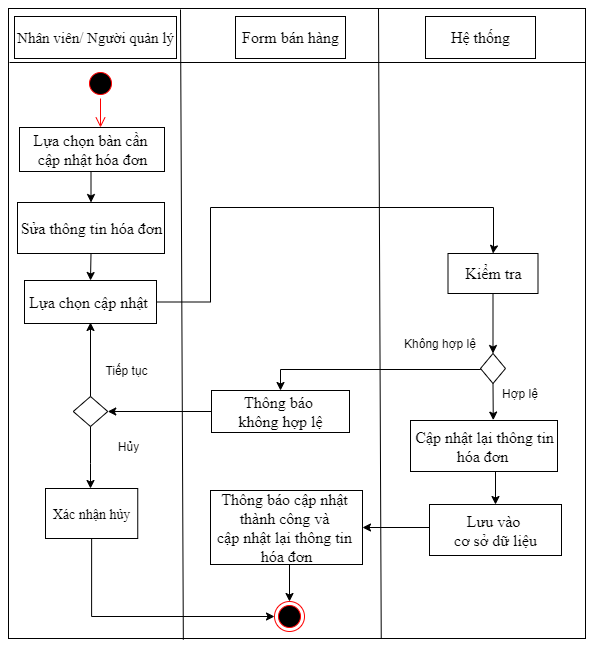 Nhân viên/ Người quản lý
Form bán hàng
Hệ thống
Lựa chọn bàn cần
cập nhật hóa đơn
Sửa thông tin hóa đơn
Lựa chọn cập nhật
Kiểm tra
Không hợp lệ
Tiếp tục
Hợp lệ
Thông báo
không hợp lệ
Cập nhật lại thông tin
hóa đơn
Hủy
Xác nhận hủy
Thông báo cập nhật
thành công và
cập nhật lại thông tin
hóa đơn
Lưu vào
cơ sở dữ liệu